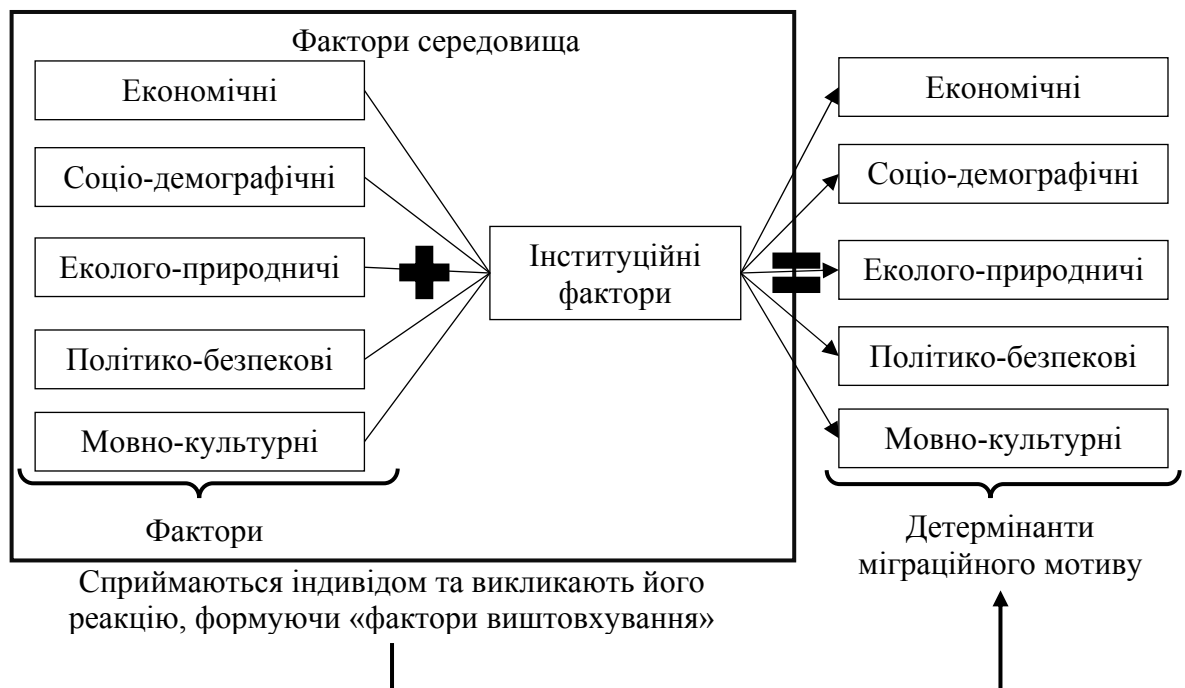 Фактори середовища
Економічні
Соціо-демографічні
Еколого-природничі
Політико-безпекові
Мовно-культурні
Фактори
Інституційні
фактори
Економічні
Соціо-демографічні
Еколого-природничі
Політико-безпекові
Мовно-культурні
Детермінанти
міграційного мотиву
Сприймаються індивідом та викликають його
реакцію, формуючи «фактори виштовхування»